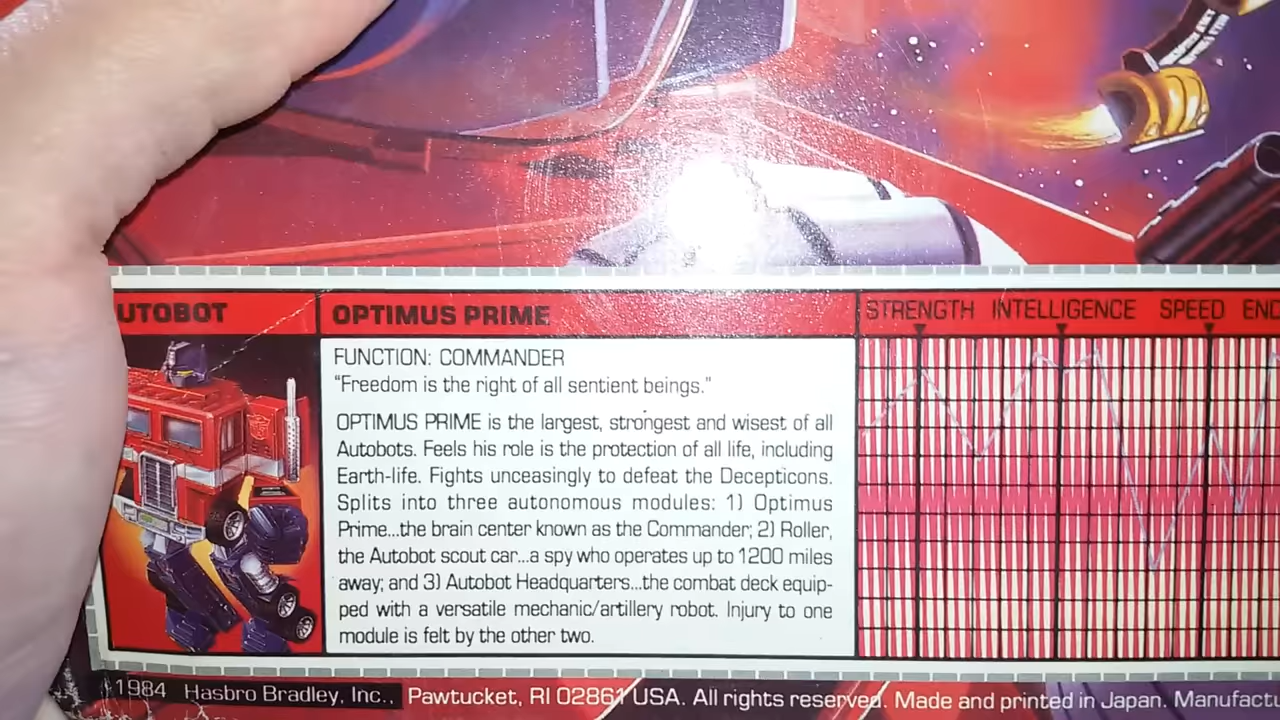 UTOBOT
OPTIMUS PRIME
STRENGTH INTELLIGENCE SPEED END
FUNCTION: COMMANDER
"Freedom is the right of all sentient beings."
OPTIMUS PRIME is the largest, strongest and wisest of all
Autobots. Feels his role is the protection of all life, including
Earth-life. Fights unceasingly to defeat the Decepticons.
Splits into three autonomous modules: 1) Optimus
Prime...the brain center known as the Commander; 2) Roller,
the Autobot scout car...a spy who operates up to 1200 miles
away; and 3) Autobot Headquarters...the combat deck equip-
ped with a versatile mechanic/artillery robot. Injury to one
module is felt by the other two.
1984 Hasbro Bradley, Inc., Pawtucket, RI 02861 USA. All rights reserved. Made and printed in Japan. Manufactu